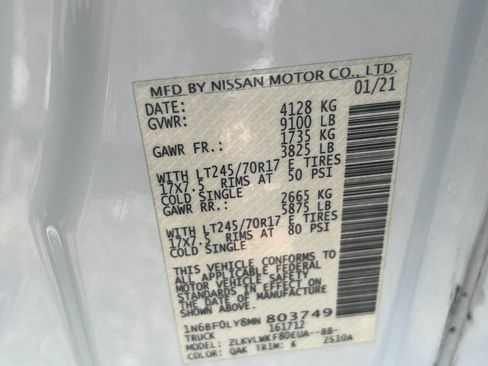 MFD BY NISSAN MOTOR CO., LTD.
DATE: 01/21
GVWR: 4128 KG
9100 LB
GAWR FR.: 1735 KG
3825 LB
WITH LT245/70R17 E TIRES
17X7.5 RIMS AT 50 PSI
COLD SINGLE
GAWR RR.: 2665 KG
5875 LB
WITH LT245/70R17 E TIRES
17X7.5 RIMS AT 80 PSI
COLD SINGLE
THIS VEHICLE CONFORMS TO
ALL APPLICABLE FEDERAL
MOTOR VEHICLE SAFETY
STANDARDS IN EFFECT ON
THE DATE OF MANUFACTURE
SHOWN ABOVE.
1N6BF0LY8MN 803749
TRUCK 161712
MODEL: ZLKVLWKF80EUA--88-
COLOR: QAK TRIM: K Z510A